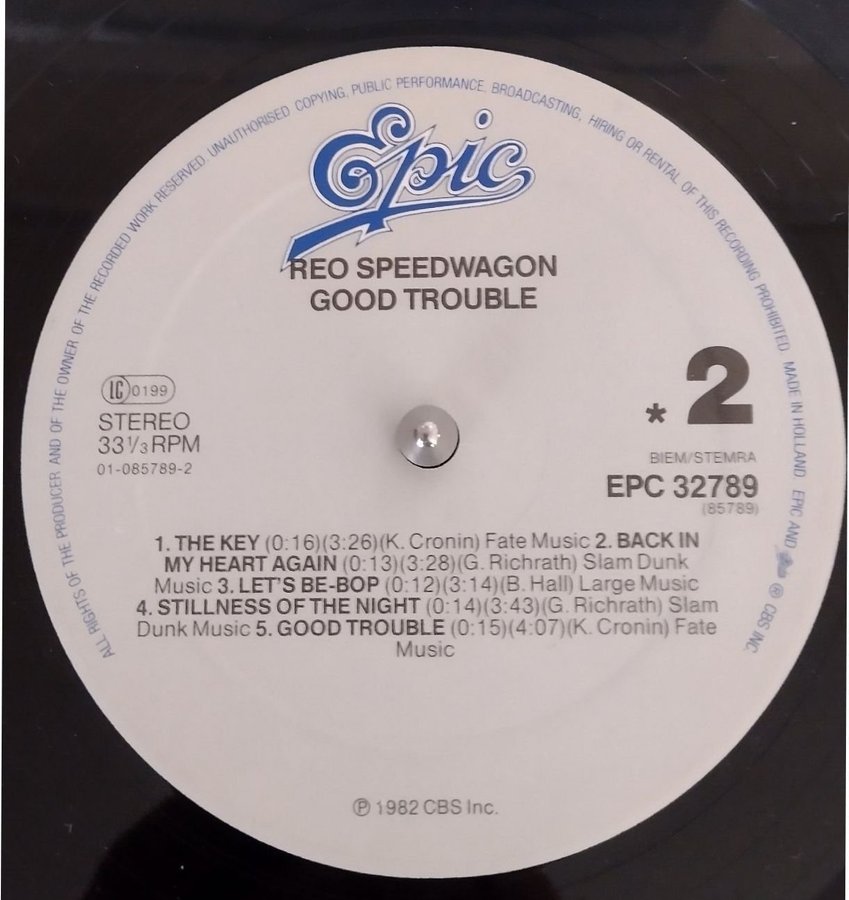 ALL RIGHTS OF THE PRODUCER AND OF THE OWNER OF THE RECORDED WORK RESERVED. UNAUTHORISED COPYING, PUBLIC PERFORMANCE, BROADCASTING, HIRING OR RENTAL OF THIS RECORDING PROHIBITED. MADE IN HOLLAND. EPIC AND ® CBS INC.
Epic
REO SPEEDWAGON
GOOD TROUBLE
LC 0199
STEREO
33 1/3 RPM
01-085789-2
* 2
BIEM/STEMRA
EPC 32789
(85789)
1. THE KEY (0:16)(3:26)(K. Cronin) Fate Music 2. BACK IN
MY HEART AGAIN (0:13)(3:28)(G. Richrath) Slam Dunk
Music 3. LET'S BE-BOP (0:12)(3:14)(B. Hall) Large Music
4. STILLNESS OF THE NIGHT (0:14)(3:43)(G. Richrath) Slam
Dunk Music 5. GOOD TROUBLE (0:15)(4:07)(K. Cronin) Fate
Music
℗ 1982 CBS Inc.